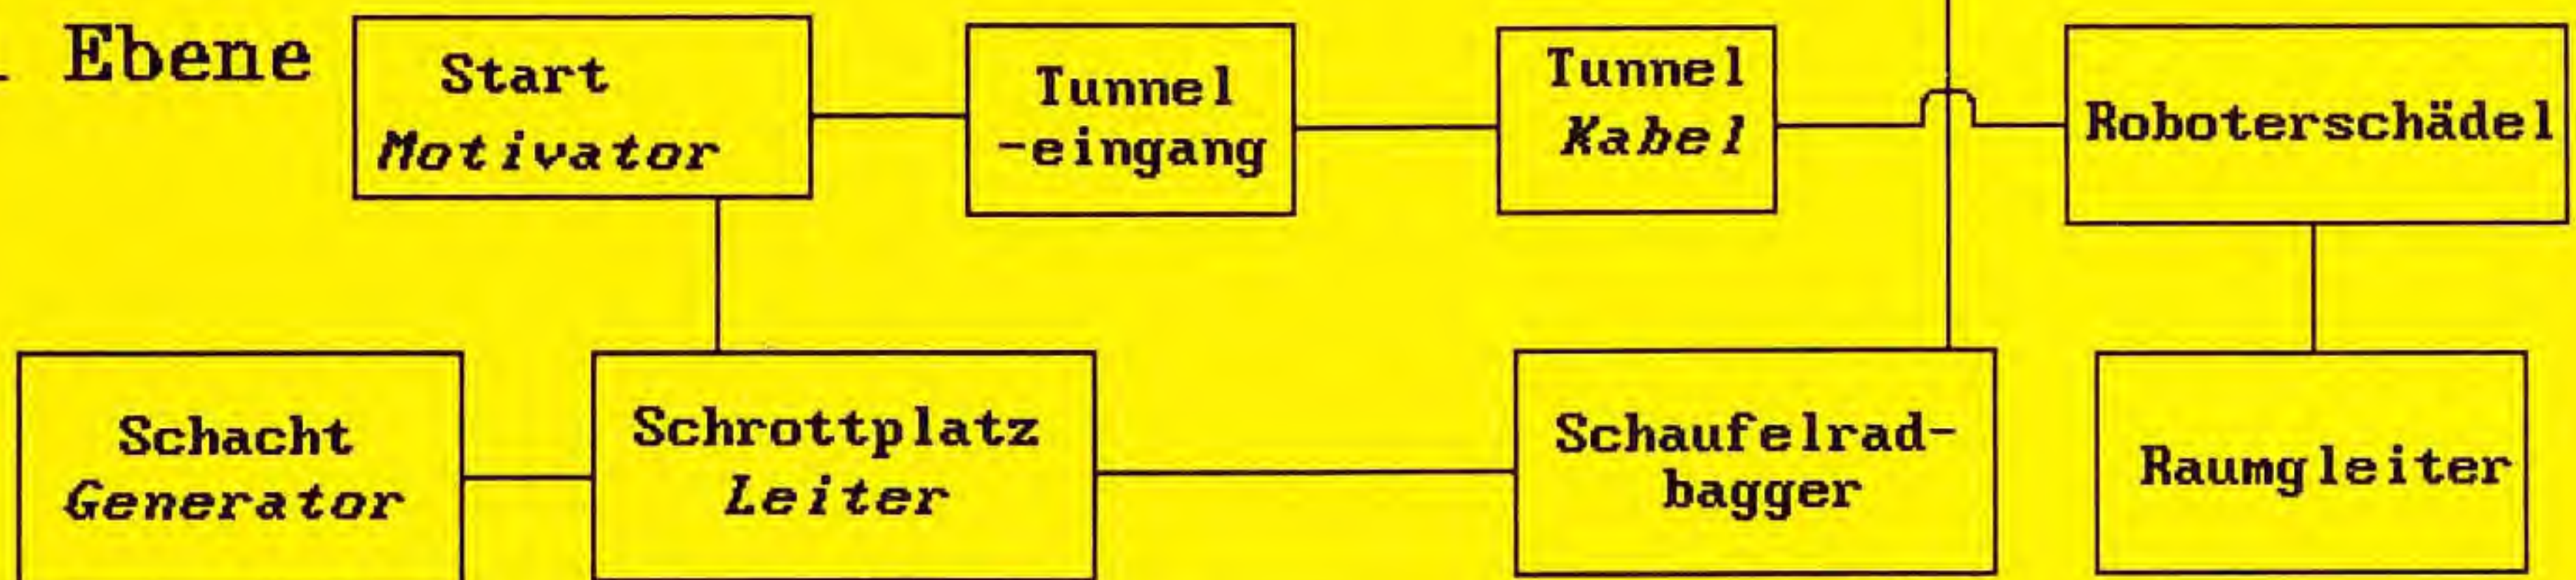 Ebene
Start
Motivator
Tunnel
-eingang
Tunnel
Kabel
Roboterschädel
Schacht
Generator
Schrottplatz
Leiter
Schaufelrad-
bagger
Raumgleiter